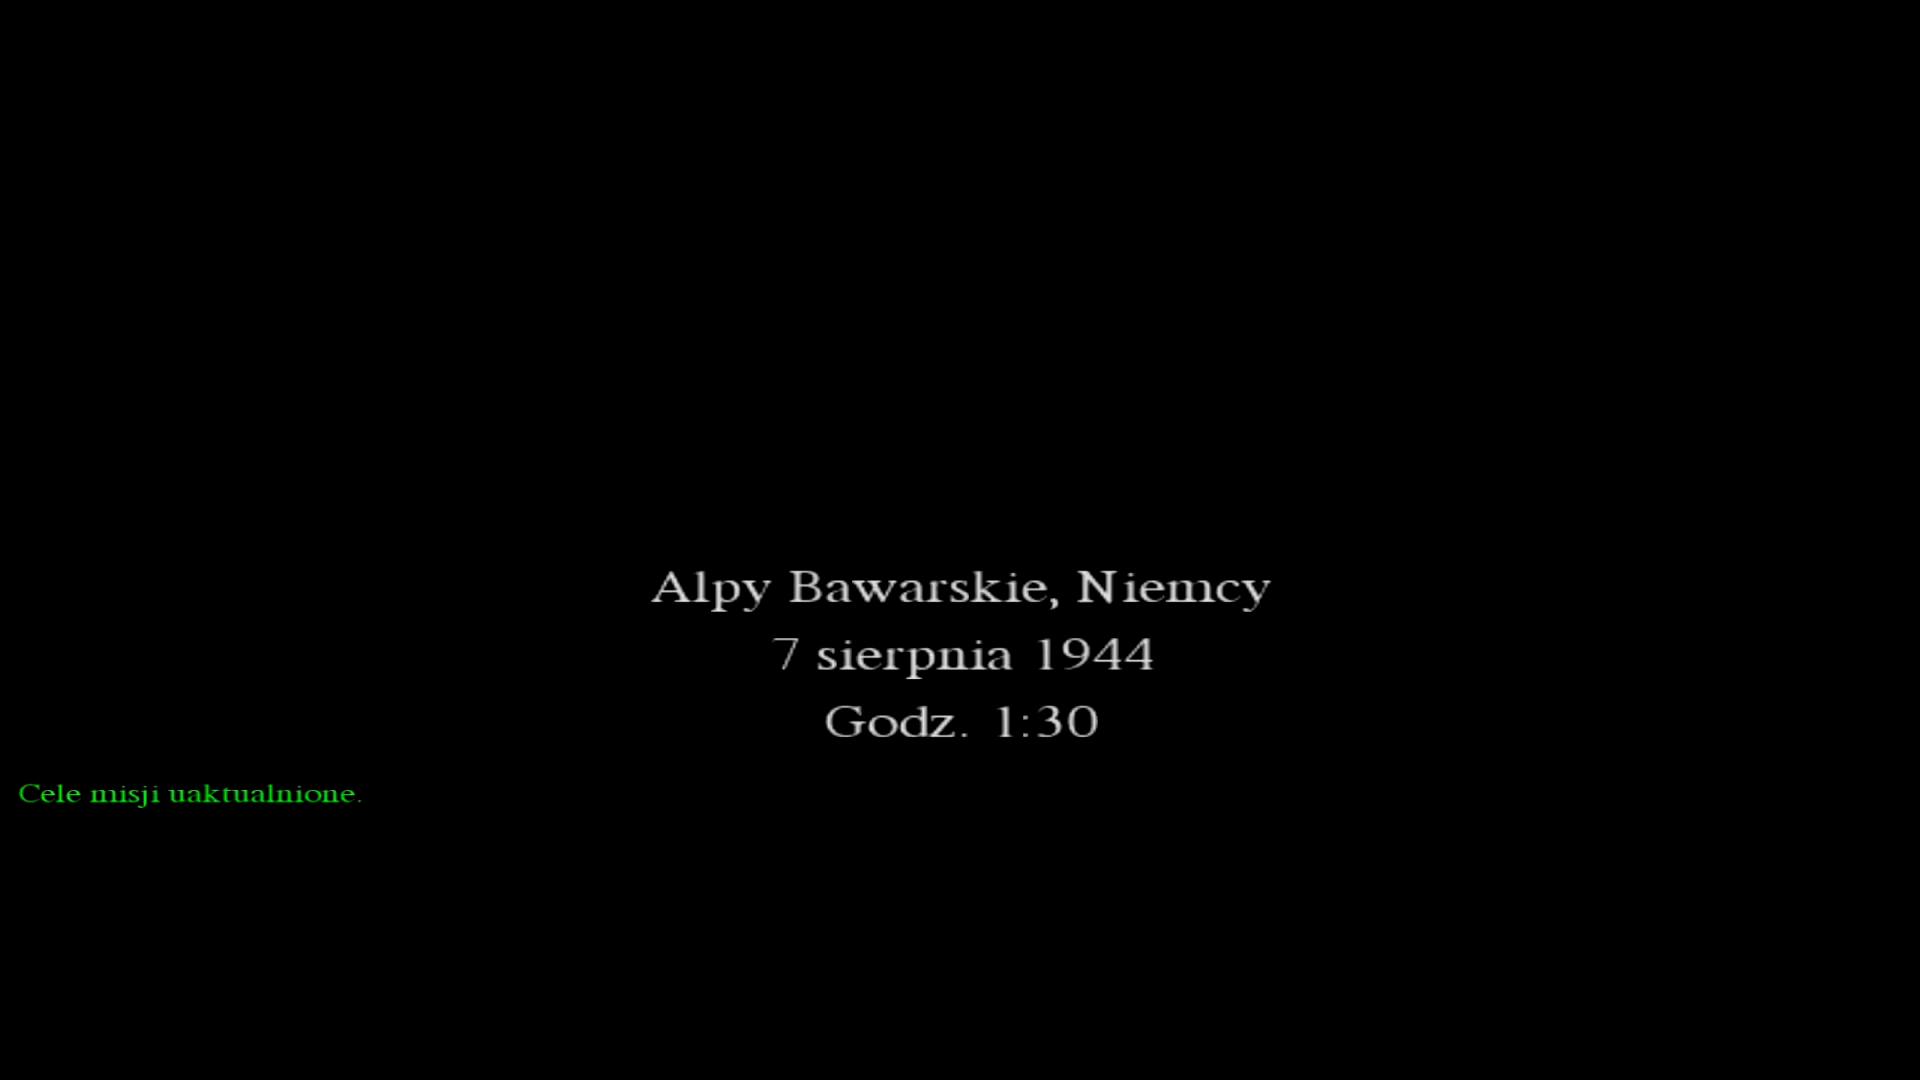 Alpy Bawarskie, Niemcy
7 sierpnia 1944
Godz. 1:30
Cele misji uaktualnione.